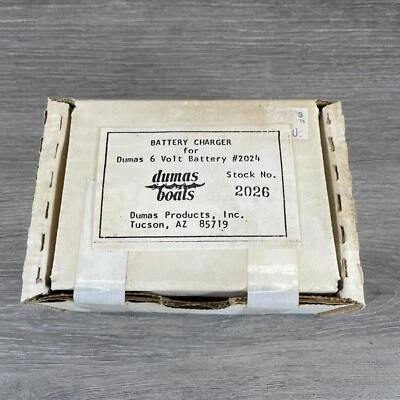 BATTERY CHARGER
for
Dumas 6 Volt Battery #2024
dumas
boats
Stock No.
2026
Dumas Products, Inc.
Tucson, AZ 85719